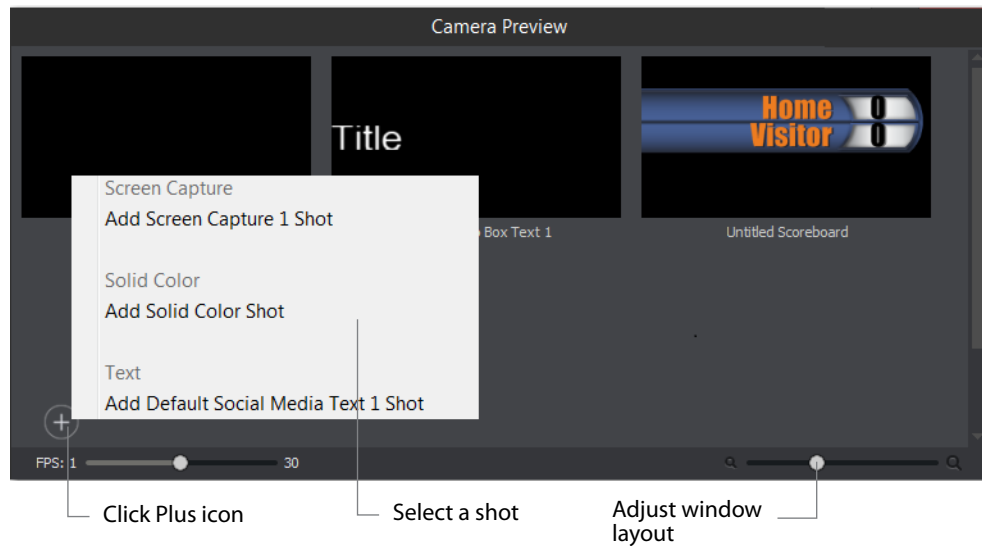 Camera Preview
Title
Home 0
Visitor 0
Screen Capture
Add Screen Capture 1 Shot
Box Text 1
Untitled Scoreboard
Solid Color
Add Solid Color Shot
Text
Add Default Social Media Text 1 Shot
FPS: 1
30
Click Plus icon
Select a shot
Adjust window
layout